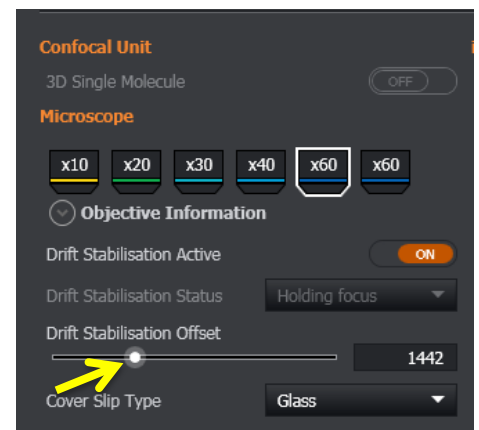 Confocal Unit
3D Single Molecule OFF
Microscope
x10 x20 x30 x40 x60 x60
Objective Information
Drift Stabilisation Active ON
Drift Stabilisation Status Holding focus
Drift Stabilisation Offset
1442
Cover Slip Type Glass